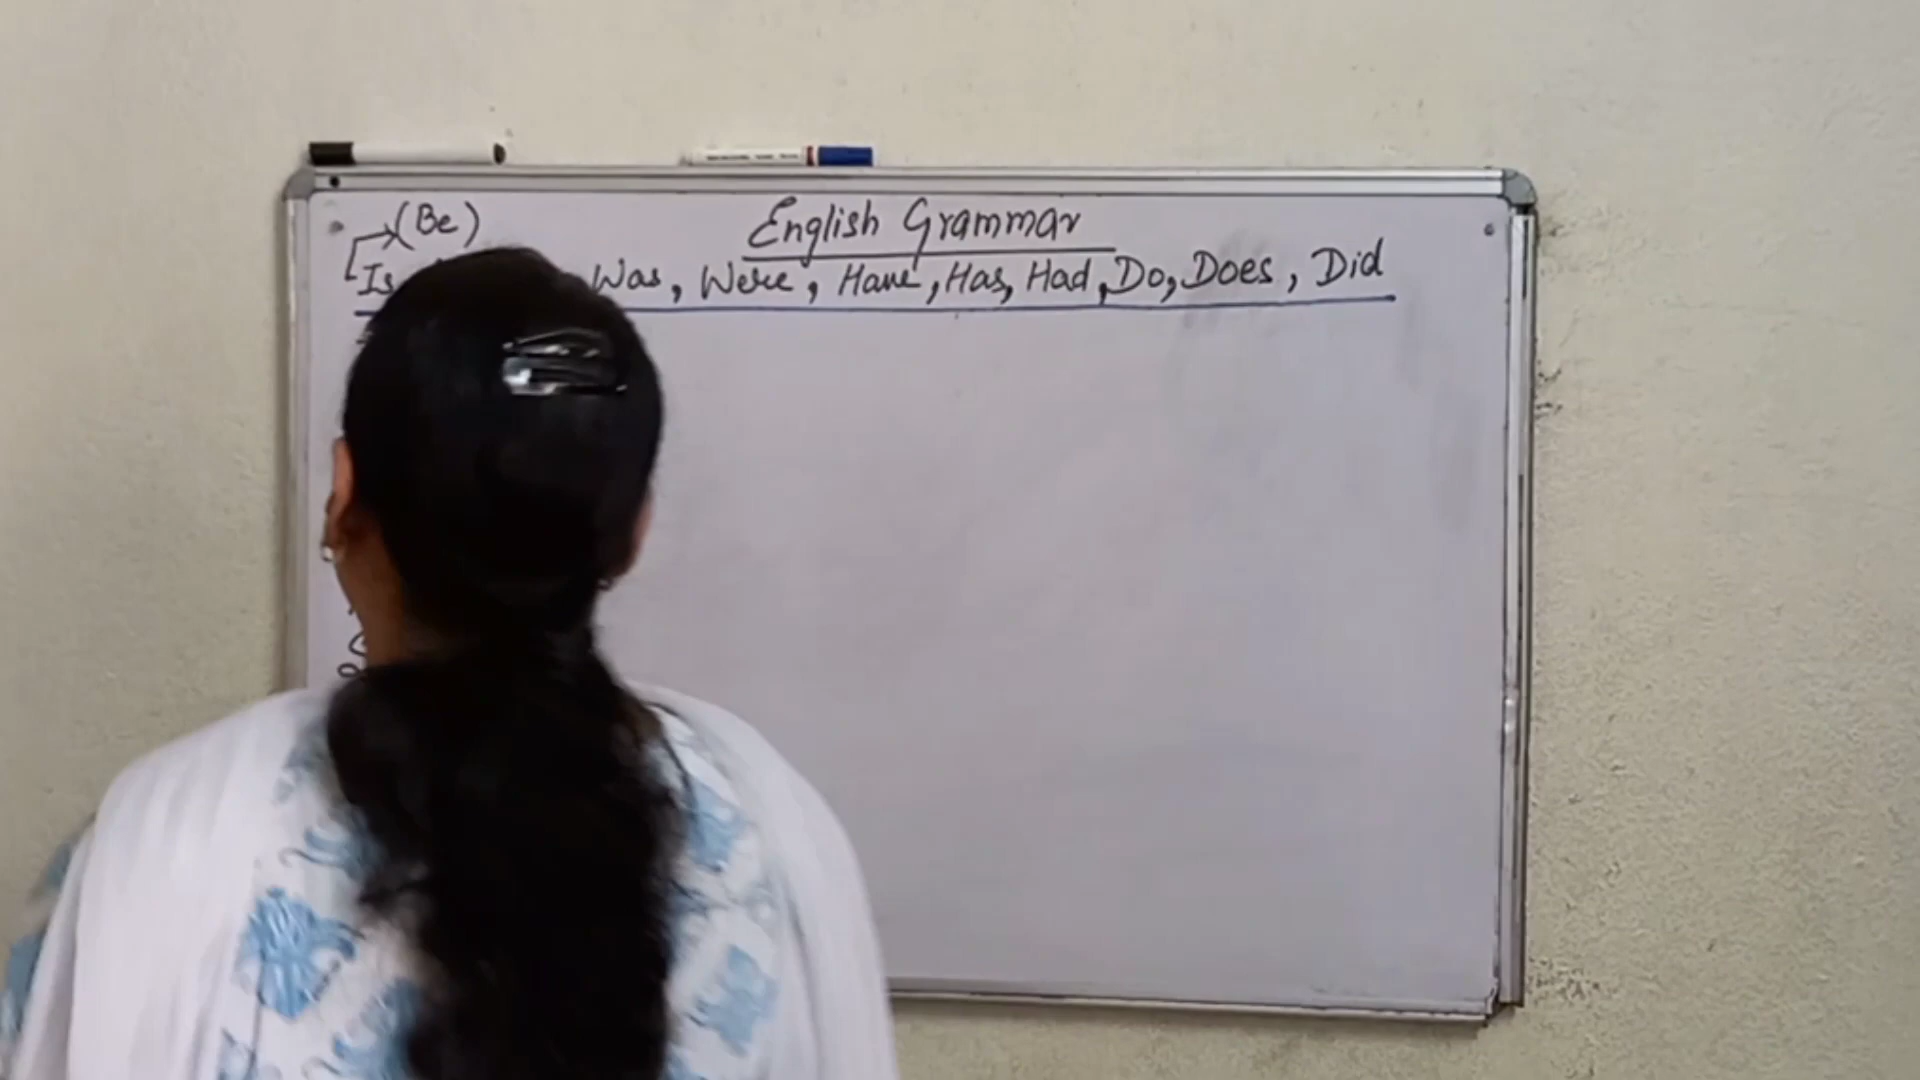 (Be) English Grammar
Is Was, Were, Have, Has, Had, Do, Does, Did